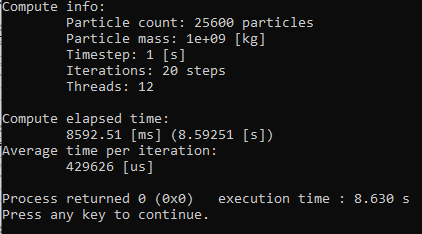 Compute info:
Particle count: 25600 particles
Particle mass: 1e+09 [kg]
Timestep: 1 [s]
Iterations: 20 steps
Threads: 12
Compute elapsed time:
8592.51 [ms] (8.59251 [s])
Average time per iteration:
429626 [us]
Process returned 0 (0x0)   execution time : 8.630 s
Press any key to continue.